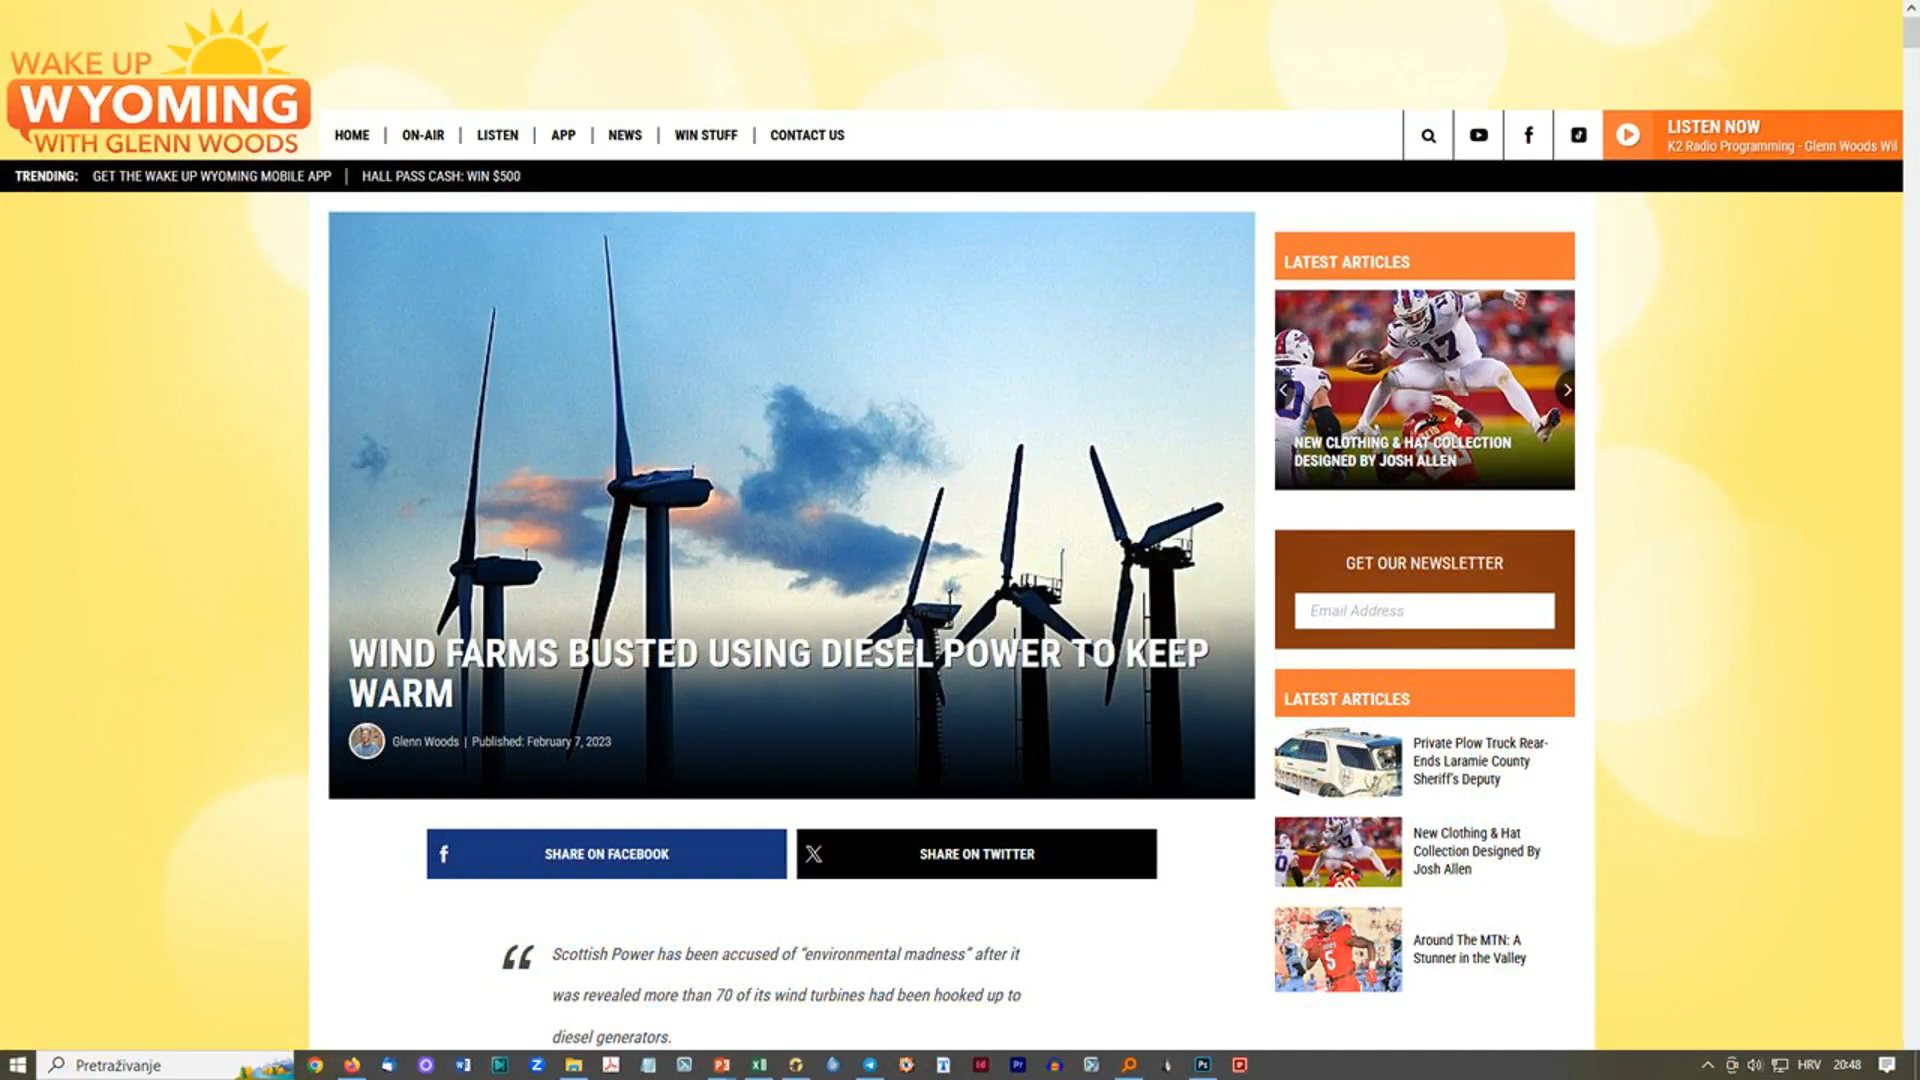 WAKE UP
WYOMING
WITH GLENN WOODS
HOME
ON-AIR
LISTEN
APP
NEWS
WIN STUFF
CONTACT US
LISTEN NOW
K2 Radio Programming - Glenn Woods Wil
TRENDING: GET THE WAKE UP WYOMING MOBILE APP
HALL PASS CASH: WIN $500
WIND FARMS BUSTED USING DIESEL POWER TO KEEP
WARM
Glenn Woods | Published: February 7, 2023
SHARE ON FACEBOOK
SHARE ON TWITTER
“ Scottish Power has been accused of “environmental madness” after it
was revealed more than 70 of its wind turbines had been hooked up to
diesel generators.
LATEST ARTICLES
17
NEW CLOTHING & HAT COLLECTION
DESIGNED BY JOSH ALLEN
GET OUR NEWSLETTER
Email Address
LATEST ARTICLES
Private Plow Truck Rear-
Ends Laramie County
Sheriff's Deputy
New Clothing & Hat
Collection Designed By
Josh Allen
5
Around The MTN: A
Stunner in the Valley
Pretraživanje
HRV
20:48